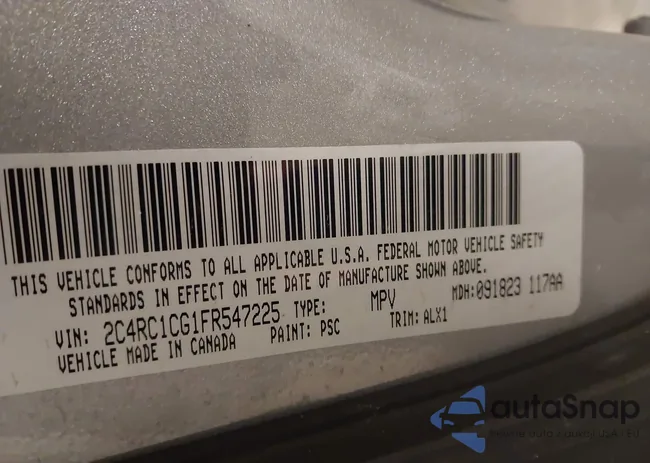 THIS VEHICLE CONFORMS TO ALL APPLICABLE U.S.A. FEDERAL MOTOR VEHICLE SAFETY
STANDARDS IN EFFECT ON THE DATE OF MANUFACTURE SHOWN ABOVE.
VIN: 2C4RC1CG1FR547225 TYPE: MPV MDH:091823 117AA
VEHICLE MADE IN CANADA PAINT: PSC TRIM:ALX1
autaSnap